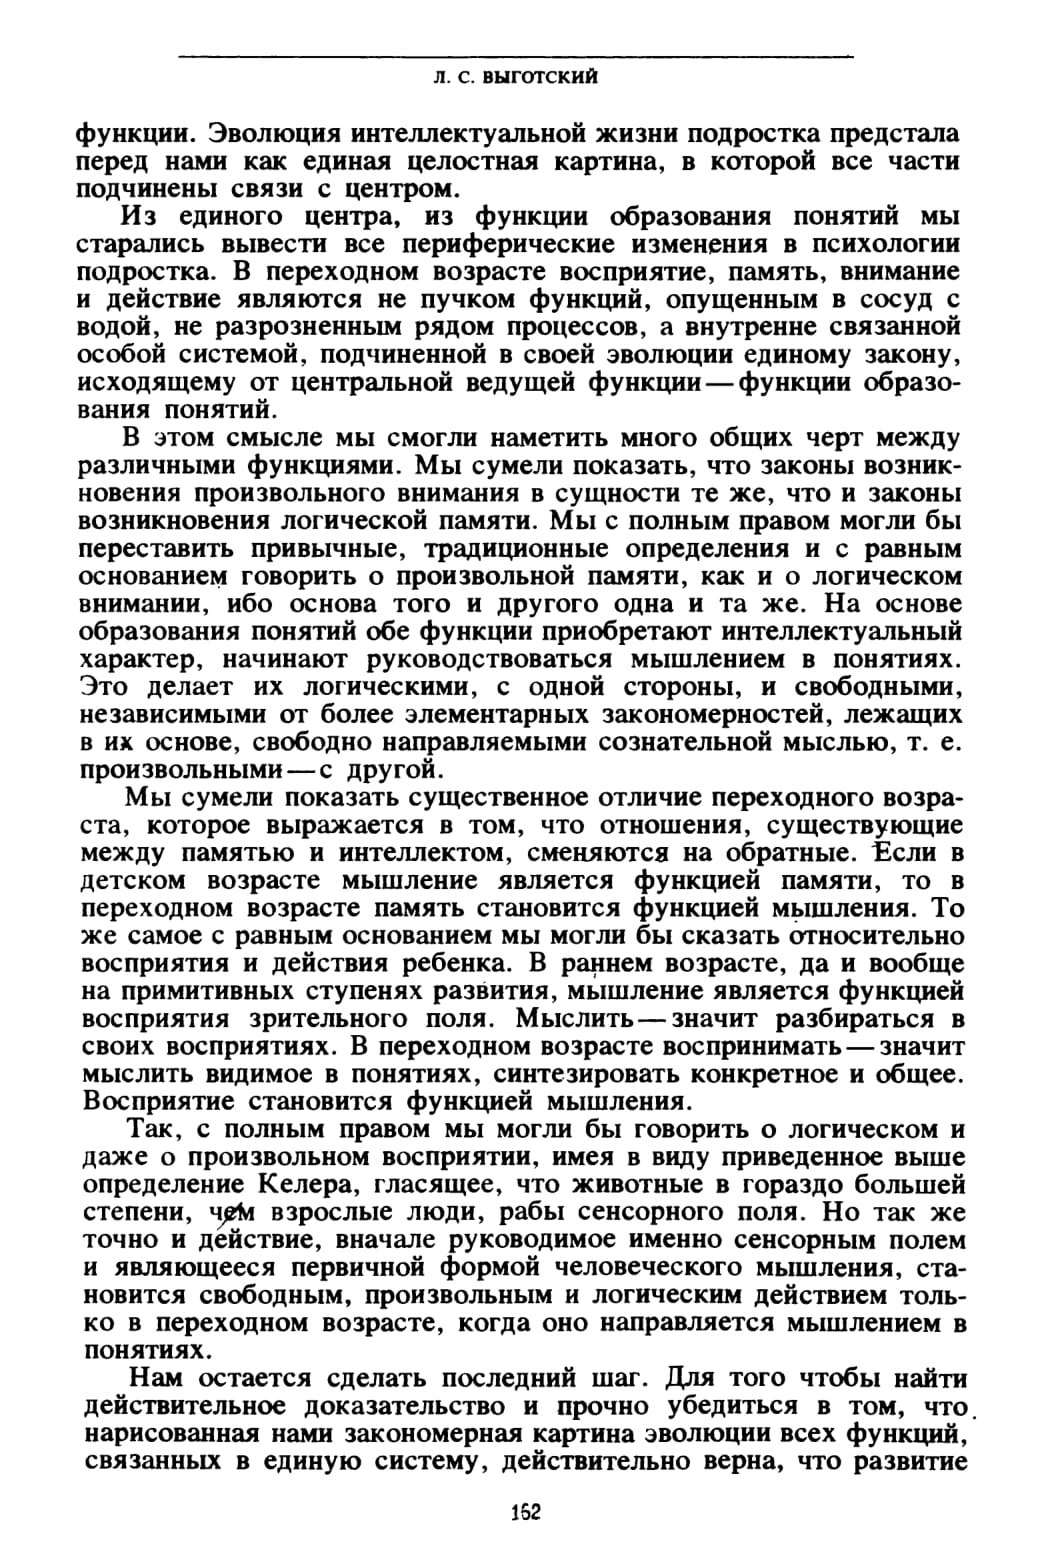 Л. С. ВЫГОТСКИЙ
функции. Эволюция интеллектуальной жизни подростка предстала
перед нами как единая целостная картина, в которой все части
подчинены связи с центром.
Из единого центра, из функции образования понятий мы
старались вывести все периферические изменения в психологии
подростка. В переходном возрасте восприятие, память, внимание
и действие являются не пучком функций, опущенным в сосуд с
водой, не разрозненным рядом процессов, а внутренне связанной
особой системой, подчиненной в своей эволюции единому закону,
исходящему от центральной ведущей функции — функции образо-
вания понятий.
В этом смысле мы смогли наметить много общих черт между
различными функциями. Мы сумели показать, что законы возник-
новения произвольного внимания в сущности те же, что и законы
возникновения логической памяти. Мы с полным правом могли бы
переставить привычные, традиционные определения и с равным
основанием говорить о произвольной памяти, как и о логическом
внимании, ибо основа того и другого одна и та же. На основе
образования понятий обе функции приобретают интеллектуальный
характер, начинают руководствоваться мышлением в понятиях.
Это делает их логическими, с одной стороны, и свободными,
независимыми от более элементарных закономерностей, лежащих
в их основе, свободно направляемыми сознательной мыслью, т. е.
произвольными — с другой.
Мы сумели показать существенное отличие переходного возра-
ста, которое выражается в том, что отношения, существующие
между памятью и интеллектом, сменяются на обратные. Если в
детском возрасте мышление является функцией памяти, то в
переходном возрасте память становится функцией мышления. То
же самое с равным основанием мы могли бы сказать относительно
восприятия и действия ребенка. В раннем возрасте, да и вообще
на примитивных ступенях развития, мышление является функцией
восприятия зрительного поля. Мыслить — значит разбираться в
своих восприятиях. В переходном возрасте воспринимать — значит
мыслить видимое в понятиях, синтезировать конкретное и общее.
Восприятие становится функцией мышления.
Так, с полным правом мы могли бы говорить о логическом и
даже о произвольном восприятии, имея в виду приведенное выше
определение Келера, гласящее, что животные в гораздо большей
степени, чем взрослые люди, рабы сенсорного поля. Но так же
точно и действие, вначале руководимое именно сенсорным полем
и являющееся первичной формой человеческого мышления, ста-
новится свободным, произвольным и логическим действием толь-
ко в переходном возрасте, когда оно направляется мышлением в
понятиях.
Нам остается сделать последний шаг. Для того чтобы найти
действительное доказательство и прочно убедиться в том, что
нарисованная нами закономерная картина эволюции всех функций,
связанных в единую систему, действительно верна, что развитие
162